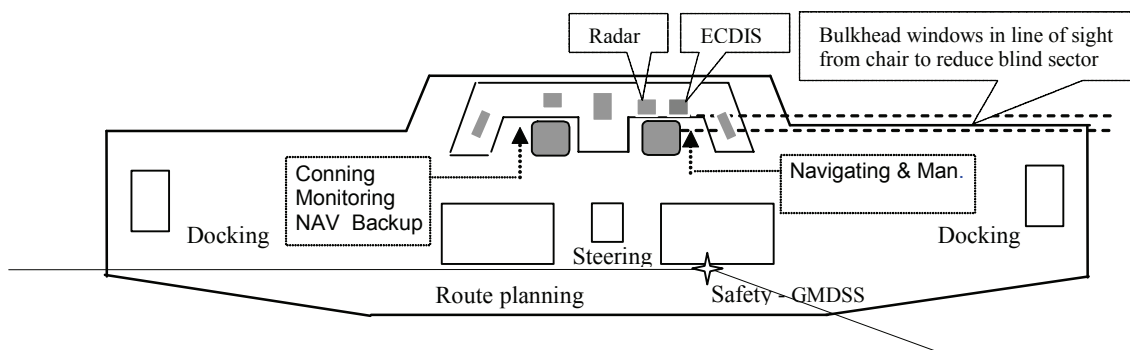 Radar
ECDIS
Bulkhead windows in line of sight
from chair to reduce blind sector
Conning
Monitoring
NAV Backup
Navigating & Man.
Docking
Steering
Docking
Route planning
Safety - GMDSS